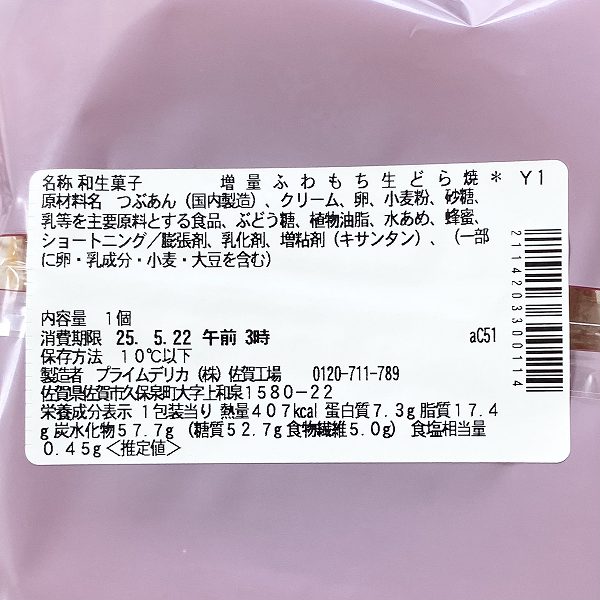 名称 和生菓子 増量ふわもち生どら焼＊ Y1
原材料名 つぶあん（国内製造）、クリーム、卵、小麦粉、砂糖、
乳等を主要原料とする食品、ぶどう糖、植物油脂、水あめ、蜂蜜、
ショートニング／膨張剤、乳化剤、増粘剤（キサンタン）、（一部
に卵・乳成分・小麦・大豆を含む）
内容量 1個
消費期限 25. 5.22 午前 3時 aC51
保存方法 10℃以下
製造者 プライムデリカ（株）佐賀工場 0120-711-789
佐賀県佐賀市久保泉町大字上和泉1580-22
栄養成分表示 1包装当り 熱量407kcal 蛋白質7.3g 脂質17.4
g 炭水化物57.7g （糖質52.7g 食物繊維5.0g） 食塩相当量
0.45g＜推定値＞
2114203300114